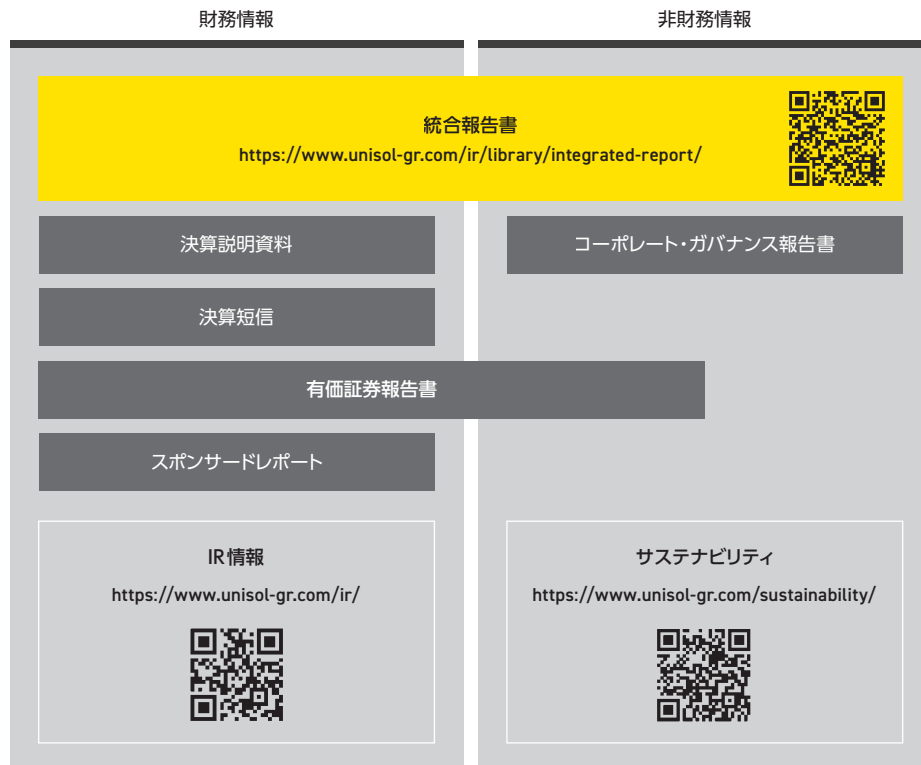 財務情報
非財務情報
統合報告書
https://www.unisol-gr.com/ir/library/integrated-report/
決算説明資料
コーポレート・ガバナンス報告書
決算短信
有価証券報告書
スポンサードレポート
IR情報
https://www.unisol-gr.com/ir/
サステナビリティ
https://www.unisol-gr.com/sustainability/